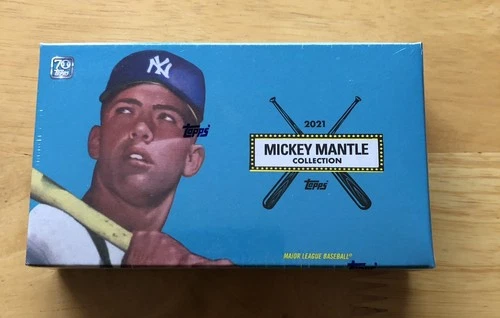 70
Topps
NY
Topps
2021
MICKEY MANTLE
COLLECTION
Topps
MAJOR LEAGUE BASEBALL®